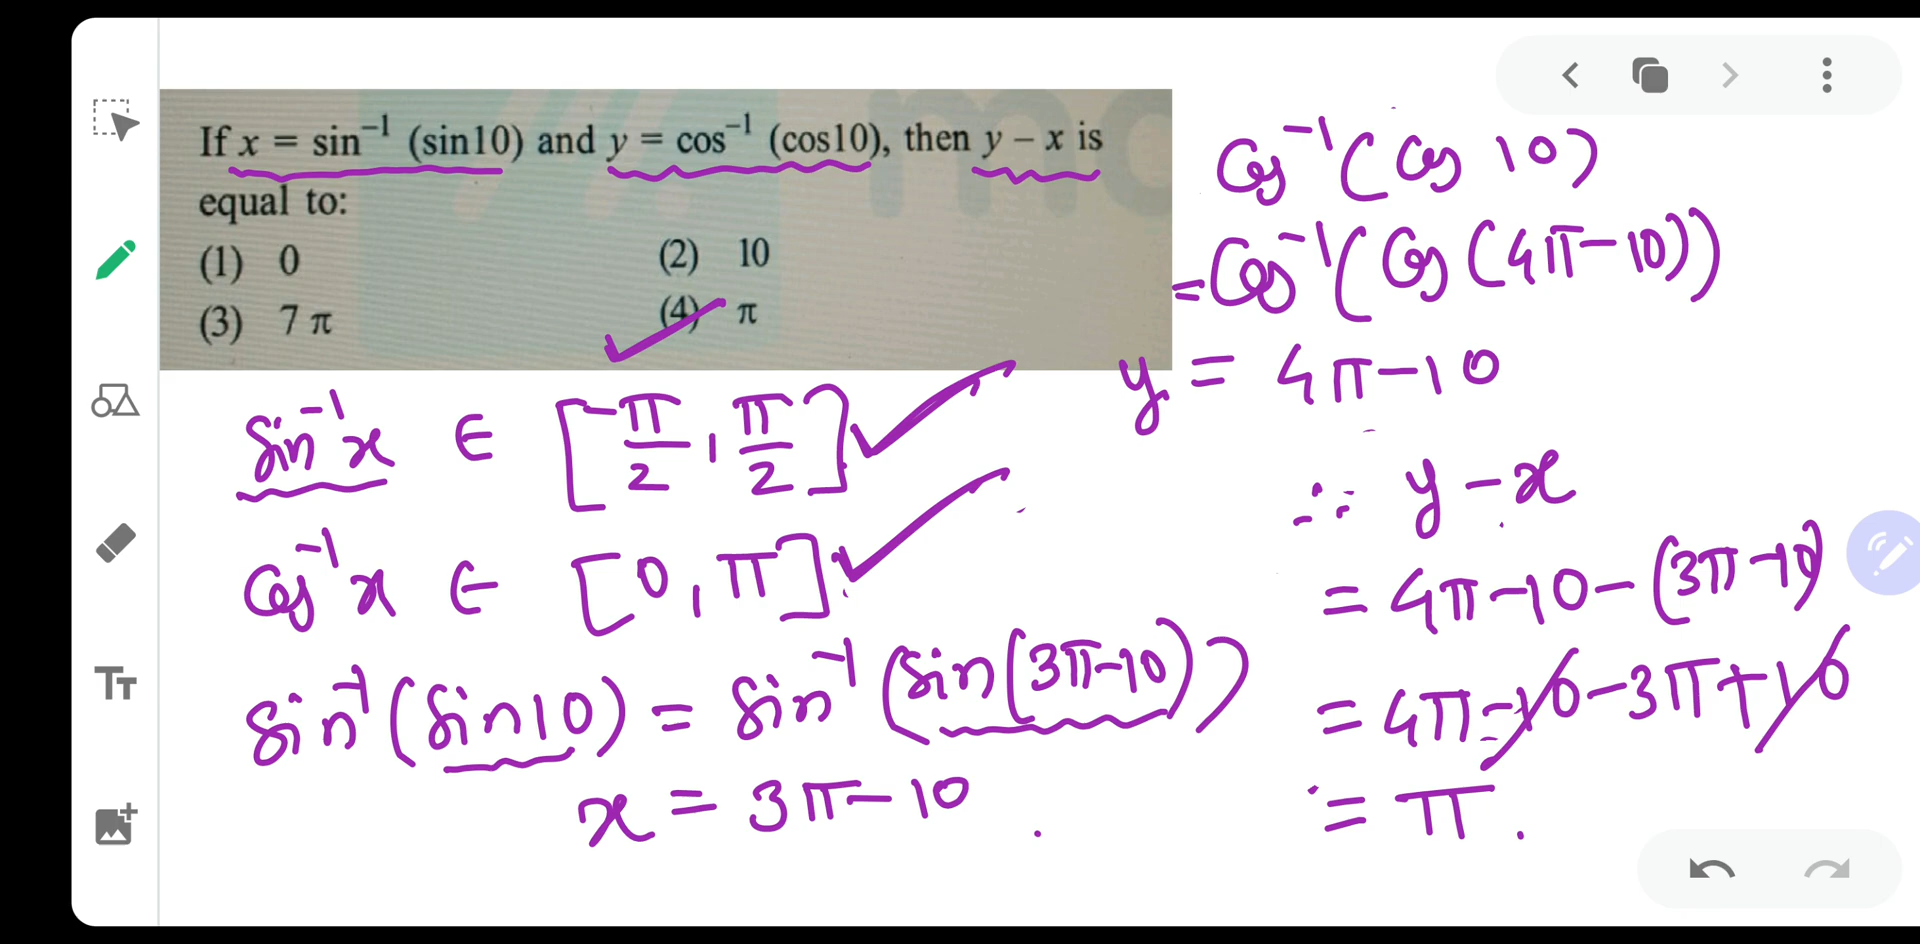 If x = sin⁻¹ (sin10) and y = cos⁻¹ (cos10), then y – x is
equal to:
(1) 0
(2) 10
(3) 7 π
(4) π
sin⁻¹x ∈ [-π/2, π/2]
cos⁻¹x ∈ [0, π]
sin⁻¹(sin10) = sin⁻¹(sin(3π-10))
x = 3π-10
cos⁻¹(cos 10)
= cos⁻¹(cos(4π-10))
y = 4π-10
∴ y-x
= 4π-10-(3π-10)
= 4π-10-3π+10
= π.
TT